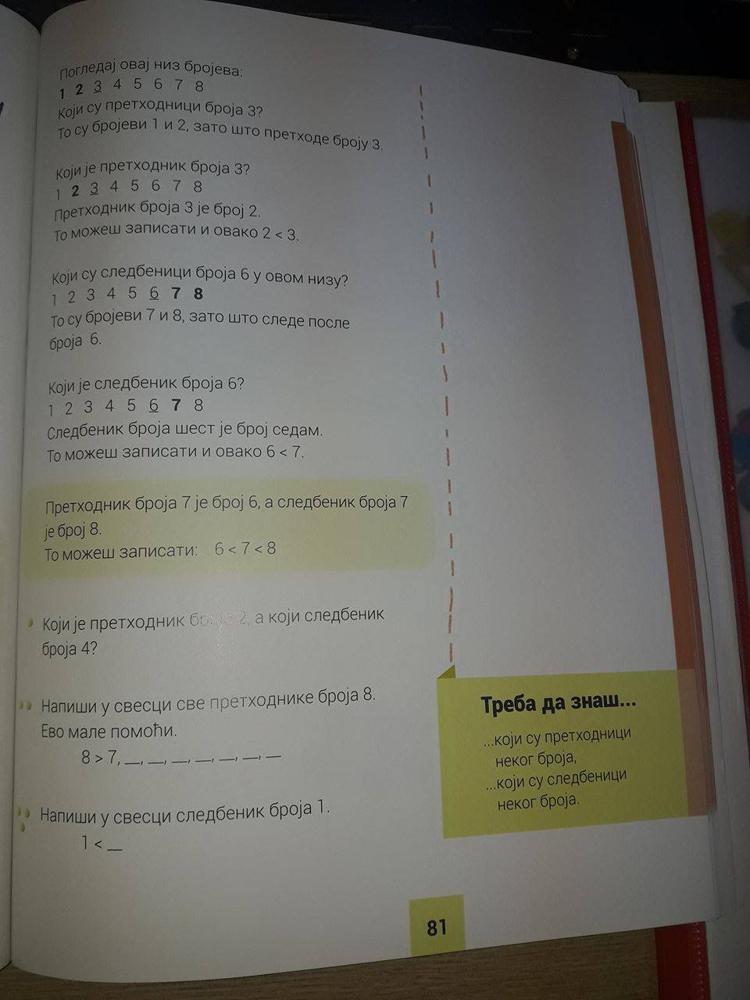 Погледај овај низ бројева:
1 2 3 4 5 6 7 8
Који су претходници броја 3?
То су бројеви 1 и 2, зато што претходе броју 3.
Који је претходник броја 3?
1 2 3 4 5 6 7 8
Претходник броја 3 је број 2.
То можеш записати и овако 2 < 3.
Који су следбеници броја 6 у овом низу?
1 2 3 4 5 6 7 8
То су бројеви 7 и 8, зато што следе после
броја 6.
Који је следбеник броја 6?
1 2 3 4 5 6 7 8
Следбеник броја шест је број седам.
То можеш записати и овако 6 < 7.
Претходник броја 7 је број 6, а следбеник броја 7
је број 8.
То можеш записати: 6 < 7 < 8
Који је претходник броја 2, а који следбеник
броја 4?
Напиши у свесци све претходнике броја 8.
Ево мале помоћи.
8 > 7, __, __, __, __, __, __, __
Напиши у свесци следбеник броја 1.
1 < __
Треба да знаш...
...који су претходници
неког броја,
...који су следбеници
неког броја.
81